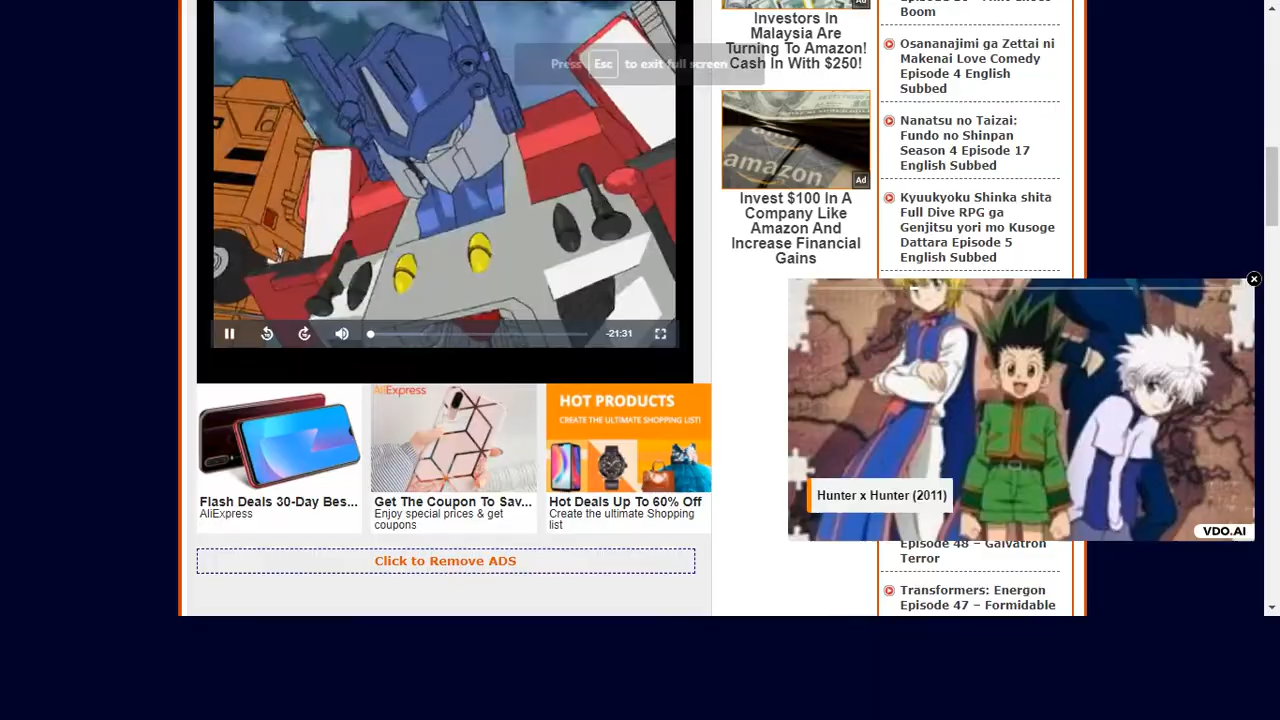 Press Esc to exit full screen
-21:31
Ad
Investors In
Malaysia Are
Turning To Amazon!
Cash In With $250!
amazon
Ad
Invest $100 In A
Company Like
Amazon And
Increase Financial
Gains
Boom
Osananajimi ga Zettai ni
Makenai Love Comedy
Episode 4 English
Subbed
Nanatsu no Taizai:
Fundo no Shinpan
Season 4 Episode 17
English Subbed
Kyuukyoku Shinka shita
Full Dive RPG ga
Genjitsu yori mo Kusoge
Dattara Episode 5
English Subbed
Hunter x Hunter (2011)
VDO.AI
Episode 48 – Galvatron
Terror
Transformers: Energon
Episode 47 – Formidable
Flash Deals 30-Day Bes...
AliExpress
AliExpress
Get The Coupon To Sav...
Enjoy special prices & get
coupons
HOT PRODUCTS
CREATE THE ULTIMATE SHOPPING LIST!
Hot Deals Up To 60% Off
Create the ultimate Shopping
list
Click to Remove ADS